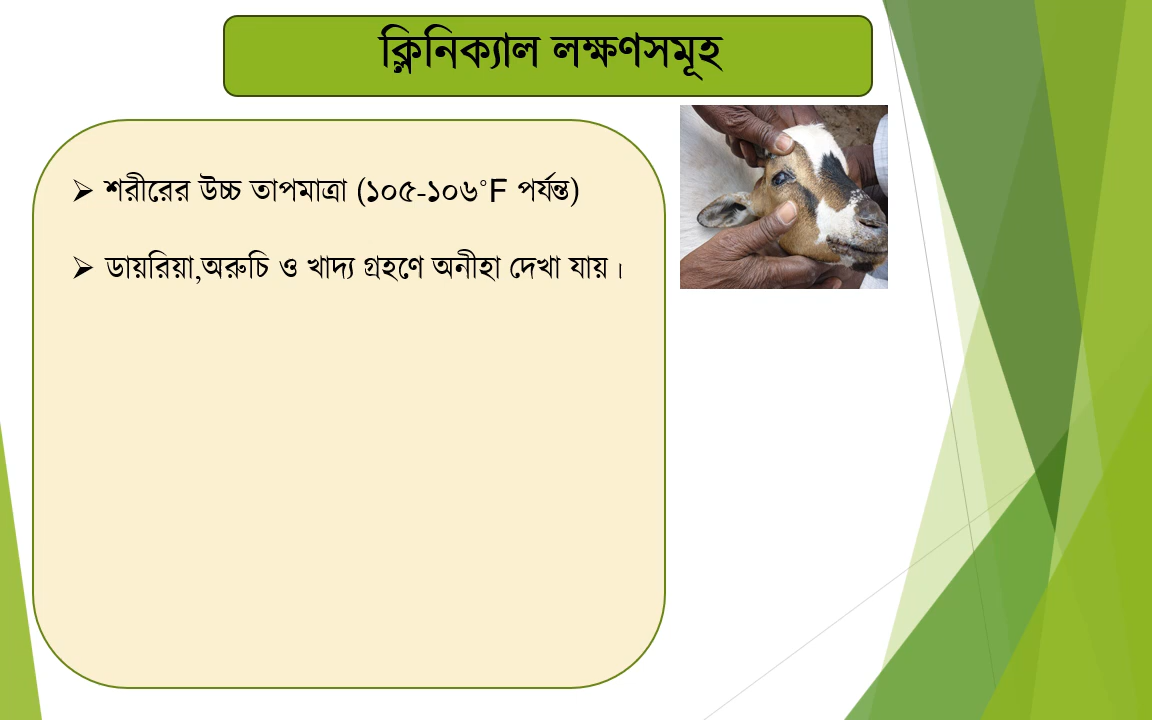 ক্লিনিক্যাল লক্ষণসমূহ
শরীরের উচ্চ তাপমাত্রা (১০৫-১০৬°F পর্যন্ত)
ডায়রিয়া,অরুচি ও খাদ্য গ্রহণে অনীহা দেখা যায়।